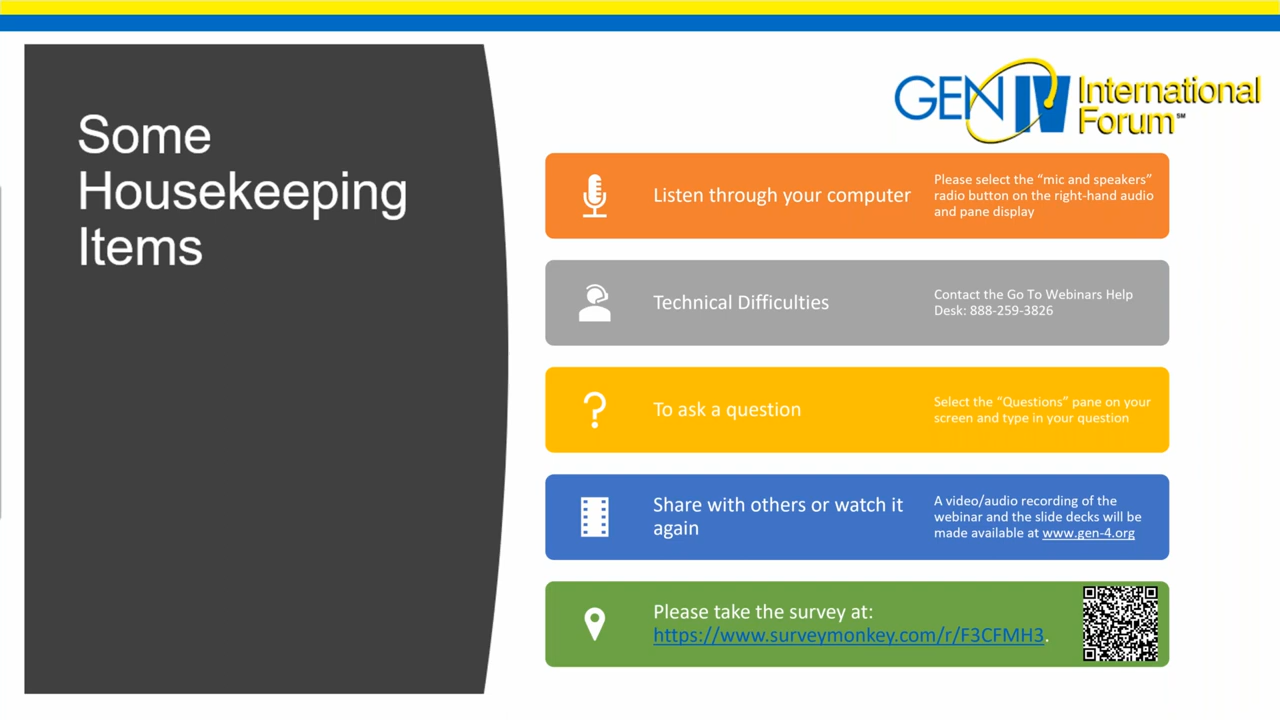 Some
Housekeeping
Items
GEN IV International
Forum℠
Listen through your computer
Please select the “mic and speakers”
radio button on the right-hand audio
and pane display
Technical Difficulties
Contact the Go To Webinars Help
Desk: 888-259-3826
To ask a question
Select the “Questions” pane on your
screen and type in your question
Share with others or watch it
again
A video/audio recording of the
webinar and the slide decks will be
made available at www.gen-4.org
Please take the survey at:
https://www.surveymonkey.com/r/F3CFMH3.